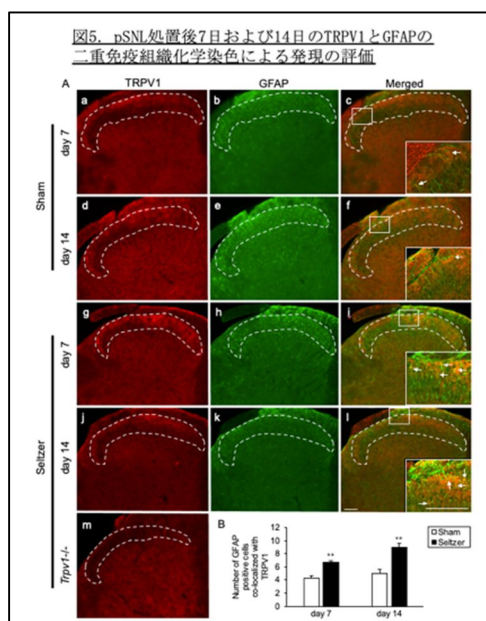 図5. pSNL処置後7日および14日のTRPV1とGFAPの
二重免疫組織化学染色による発現の評価
A
TRPV1 GFAP Merged
a b c
day 7
Sham
d e f
day 14
g h i
day 7
Seltzer
j k l
day 14
m
Trpv1-/-
B
Number of GFAP
positive cells
co-localized with
TRPV1
12
10
8
6
4
2
0
** **
Sham
Seltzer
day 7 day 14